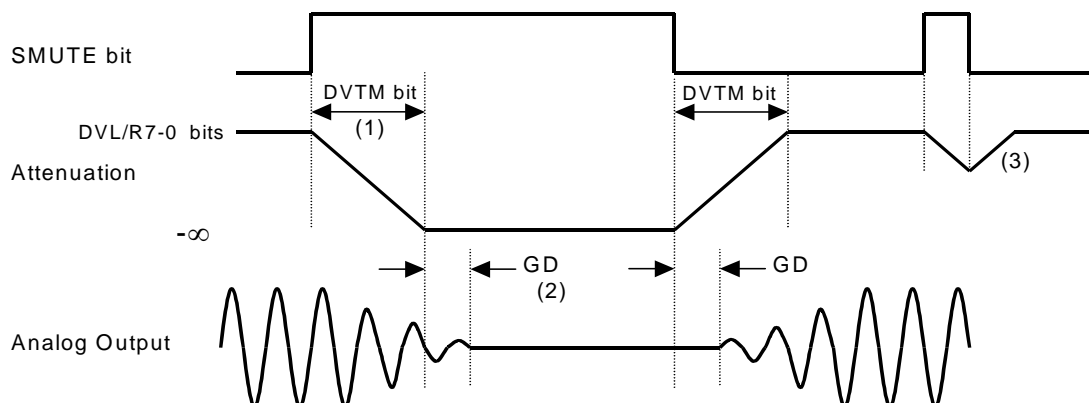 SMUTE bit
DVTM bit
DVTM bit
(1)
DVL/R7-0 bits
(3)
Attenuation
-∞
GD
GD
(2)
Analog Output